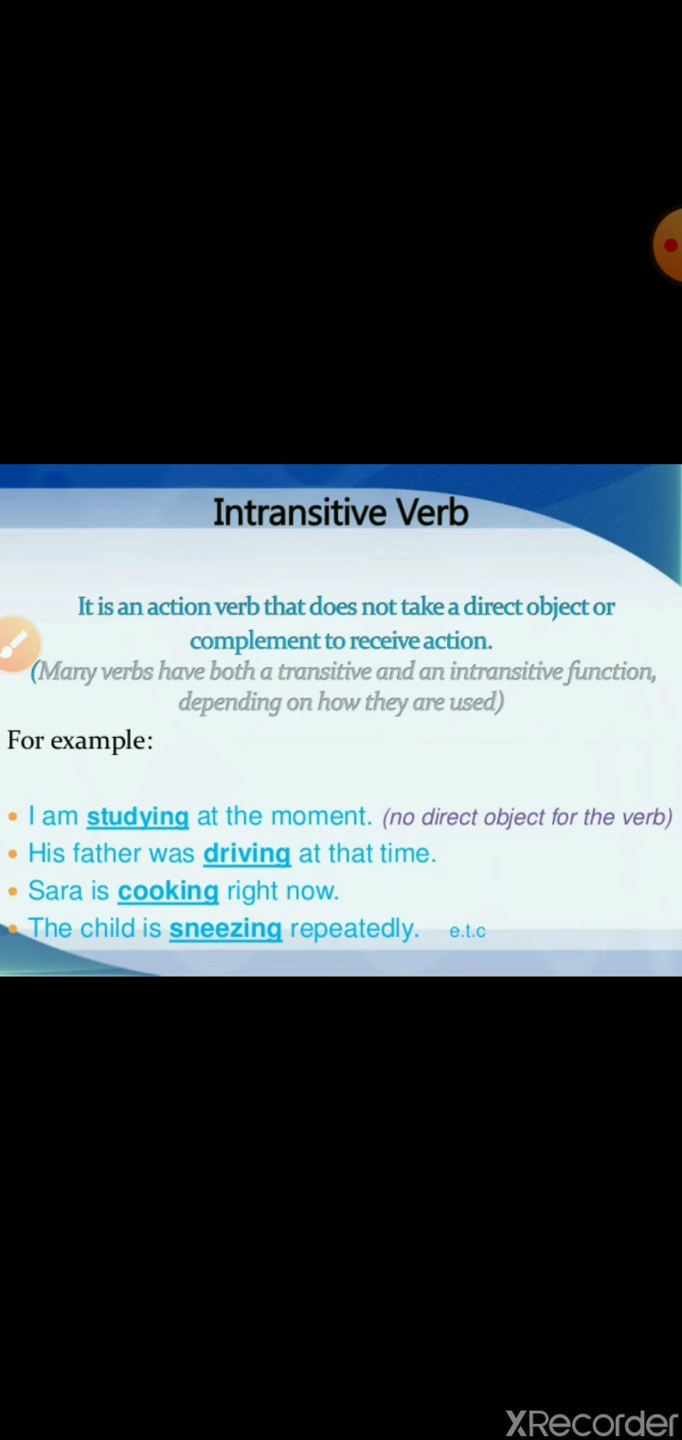 Intransitive Verb
It is an action verb that does not take a direct object or
complement to receive action.
(Many verbs have both a transitive and an intransitive function,
depending on how they are used)
For example:
• I am studying at the moment. (no direct object for the verb)
• His father was driving at that time.
• Sara is cooking right now.
• The child is sneezing repeatedly. e.t.c
XRecorder